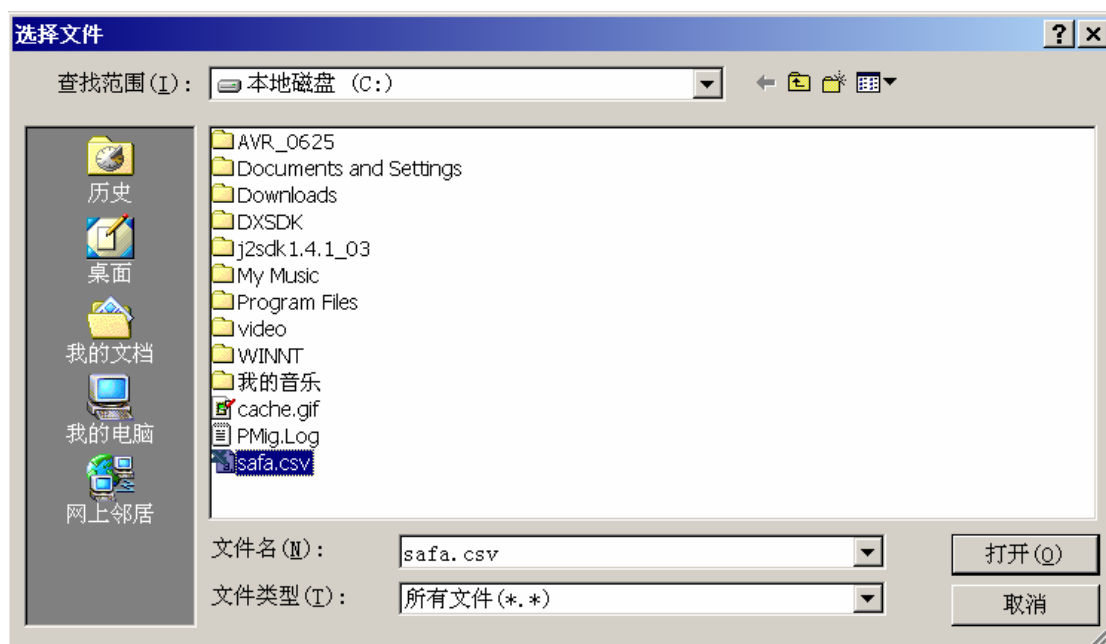 选择文件
查找范围(I): 本地磁盘 (C:)
历史
桌面
我的文档
我的电脑
网上邻居
AVR_0625
Documents and Settings
Downloads
DXSDK
j2sdk1.4.1_03
My Music
Program Files
video
WINNT
我的音乐
cache.gif
PMig.Log
safa.csv
文件名(N): safa.csv 打开(O)
文件类型(T): 所有文件(*.*) 取消